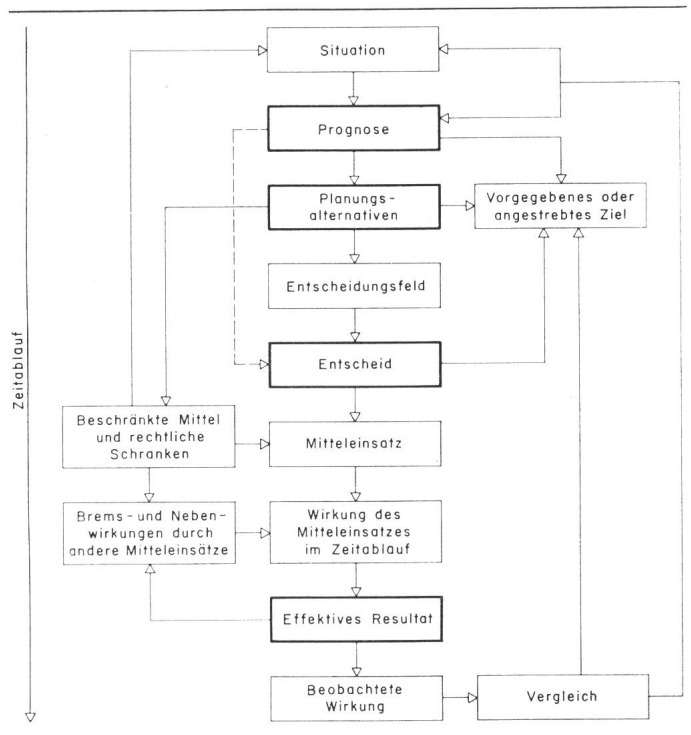 Situation
Prognose
Planungs-
alternativen
Vorgegebenes oder
angestrebtes Ziel
Entscheidungsfeld
Entscheid
Zeitablauf
Beschränkte Mittel
und rechtliche
Schranken
Mitteleinsatz
Brems- und Neben-
wirkungen durch
andere Mitteleinsätze
Wirkung des
Mitteleinsatzes
im Zeitablauf
Effektives Resultat
Beobachtete
Wirkung
Vergleich